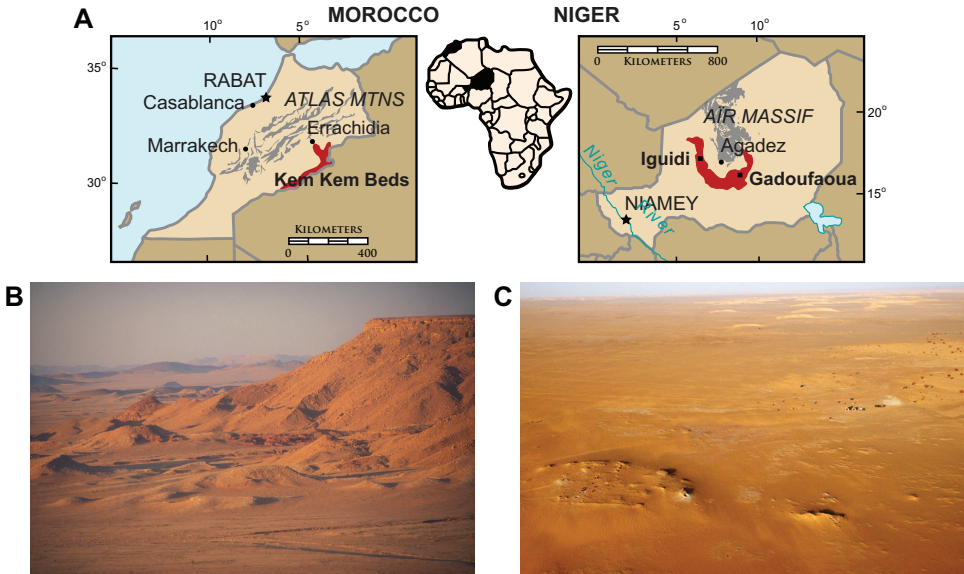 A
MOROCCO
NIGER
10°
5°
35°
30°
RABAT
Casablanca
ATLAS MTNS
Errachidia
Marrakech
Kem Kem Beds
KILOMETERS
0
400
0
KILOMETERS
800
20°
15°
AÏR MASSIF
Agadez
Iguidi
Gadoufaoua
Niger
River
NIAMEY
5°
10°
B
C